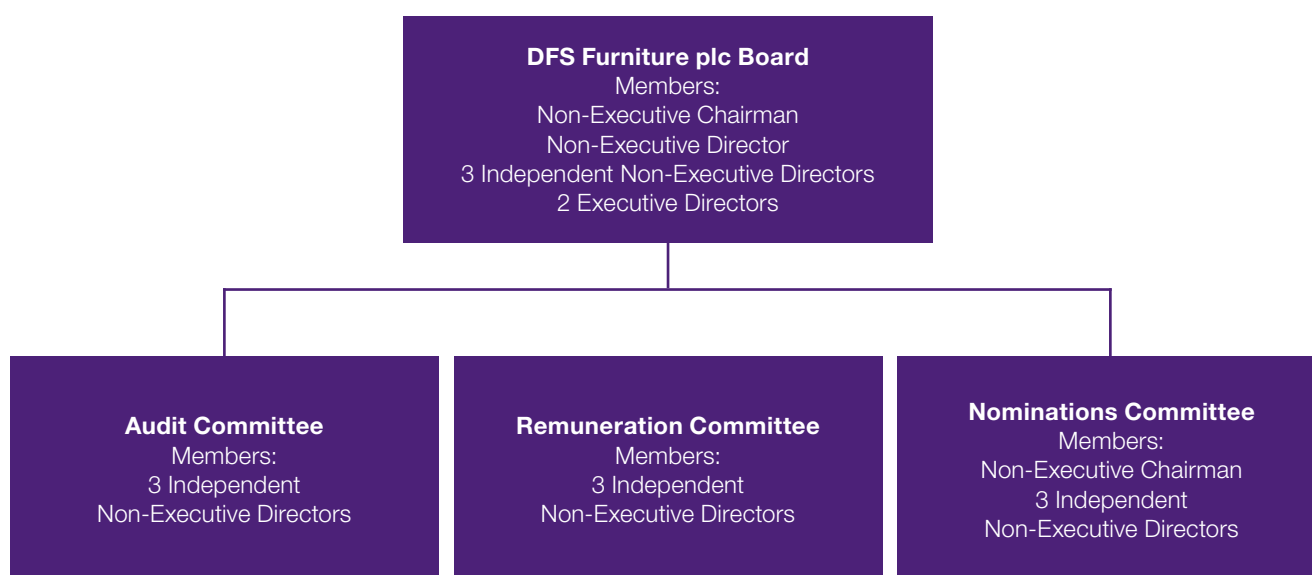 DFS Furniture plc Board
Members:
Non-Executive Chairman
Non-Executive Director
3 Independent Non-Executive Directors
2 Executive Directors
Audit Committee
Members:
3 Independent
Non-Executive Directors
Remuneration Committee
Members:
3 Independent
Non-Executive Directors
Nominations Committee
Members:
Non-Executive Chairman
3 Independent
Non-Executive Directors